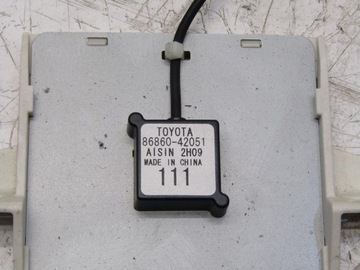 TOYOTA
86860-42051
AISIN 2H09
MADE IN CHINA
111